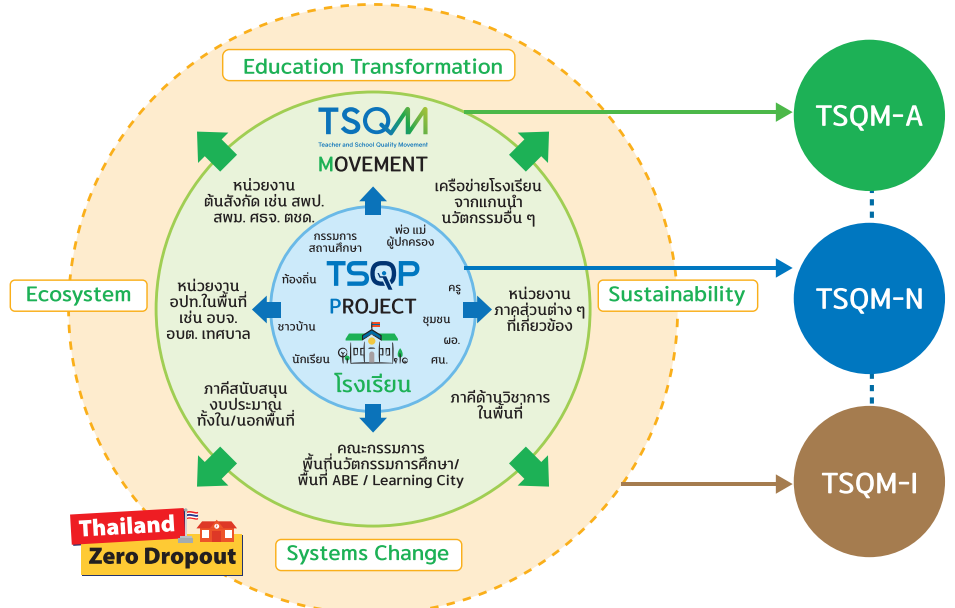 Education Transformation
TSQM
Teacher and School Quality Movement
MOVEMENT
หน่วยงาน
ต้นสังกัด เช่น สพป.
สพม. ศธจ. ตชด.
เครือข่ายโรงเรียน
จากแกนนำ
นวัตกรรมอื่น ๆ
กรรมการ
สถานศึกษา
พ่อ แม่
ผู้ปกครอง
TSQP
PROJECT
ท้องถิ่น
ครู
ชาวบ้าน
ชุมชน
ผอ.
นักเรียน
ศน.
โรงเรียน
Ecosystem
หน่วยงาน
อปท.ในพื้นที่
เช่น อบจ.
อบต. เทศบาล
หน่วยงาน
ภาคส่วนต่าง ๆ
ที่เกี่ยวข้อง
Sustainability
ภาคีสนับสนุน
งบประมาณ
ทั้งใน/นอกพื้นที่
ภาคีด้านวิชาการ
ในพื้นที่
คณะกรรมการ
พื้นที่นวัตกรรมการศึกษา/
พื้นที่ ABE / Learning City
Systems Change
Thailand
Zero Dropout
TSQM-A
TSQM-N
TSQM-I